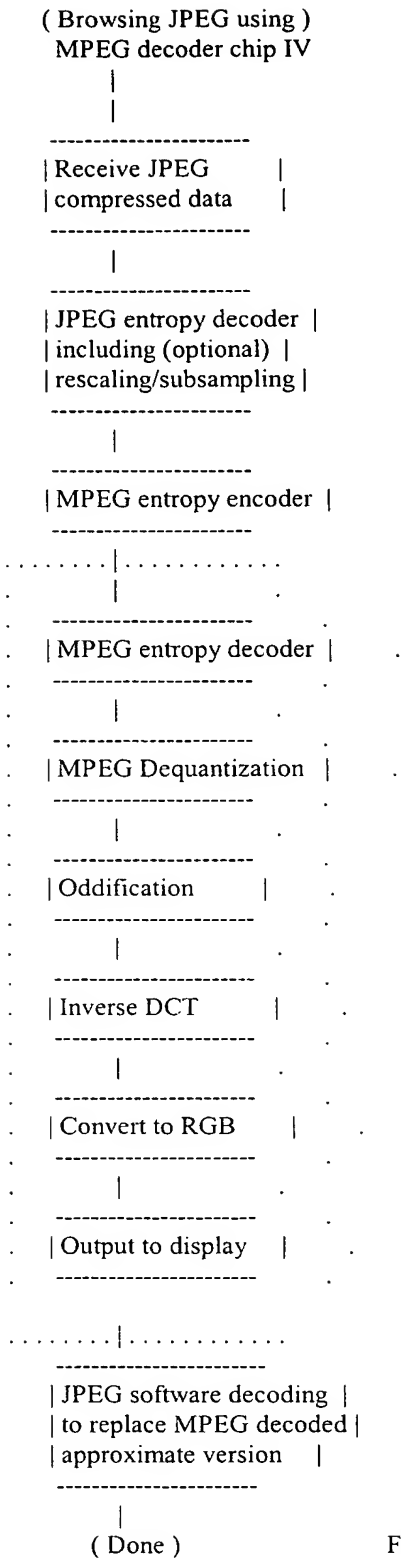 ( Browsing JPEG using )
MPEG decoder chip IV
| Receive JPEG |
| compressed data |
| JPEG entropy decoder |
| including (optional) |
| rescaling/subsampling |
| MPEG entropy encoder |
| MPEG entropy decoder |
| MPEG Dequantization |
| Oddification |
| Inverse DCT |
| Convert to RGB |
| Output to display |
| JPEG software decoding |
| to replace MPEG decoded |
| approximate version |
( Done ) F